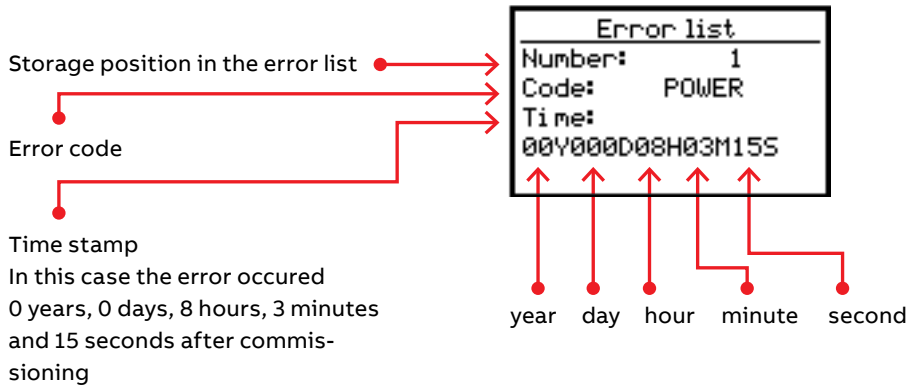 Error list
Number: 1
Code: POWER
Time:
00Y000D08H03M15S
Storage position in the error list
Error code
Time stamp
In this case the error occured
0 years, 0 days, 8 hours, 3 minutes
and 15 seconds after commis-
sioning
year day hour minute second